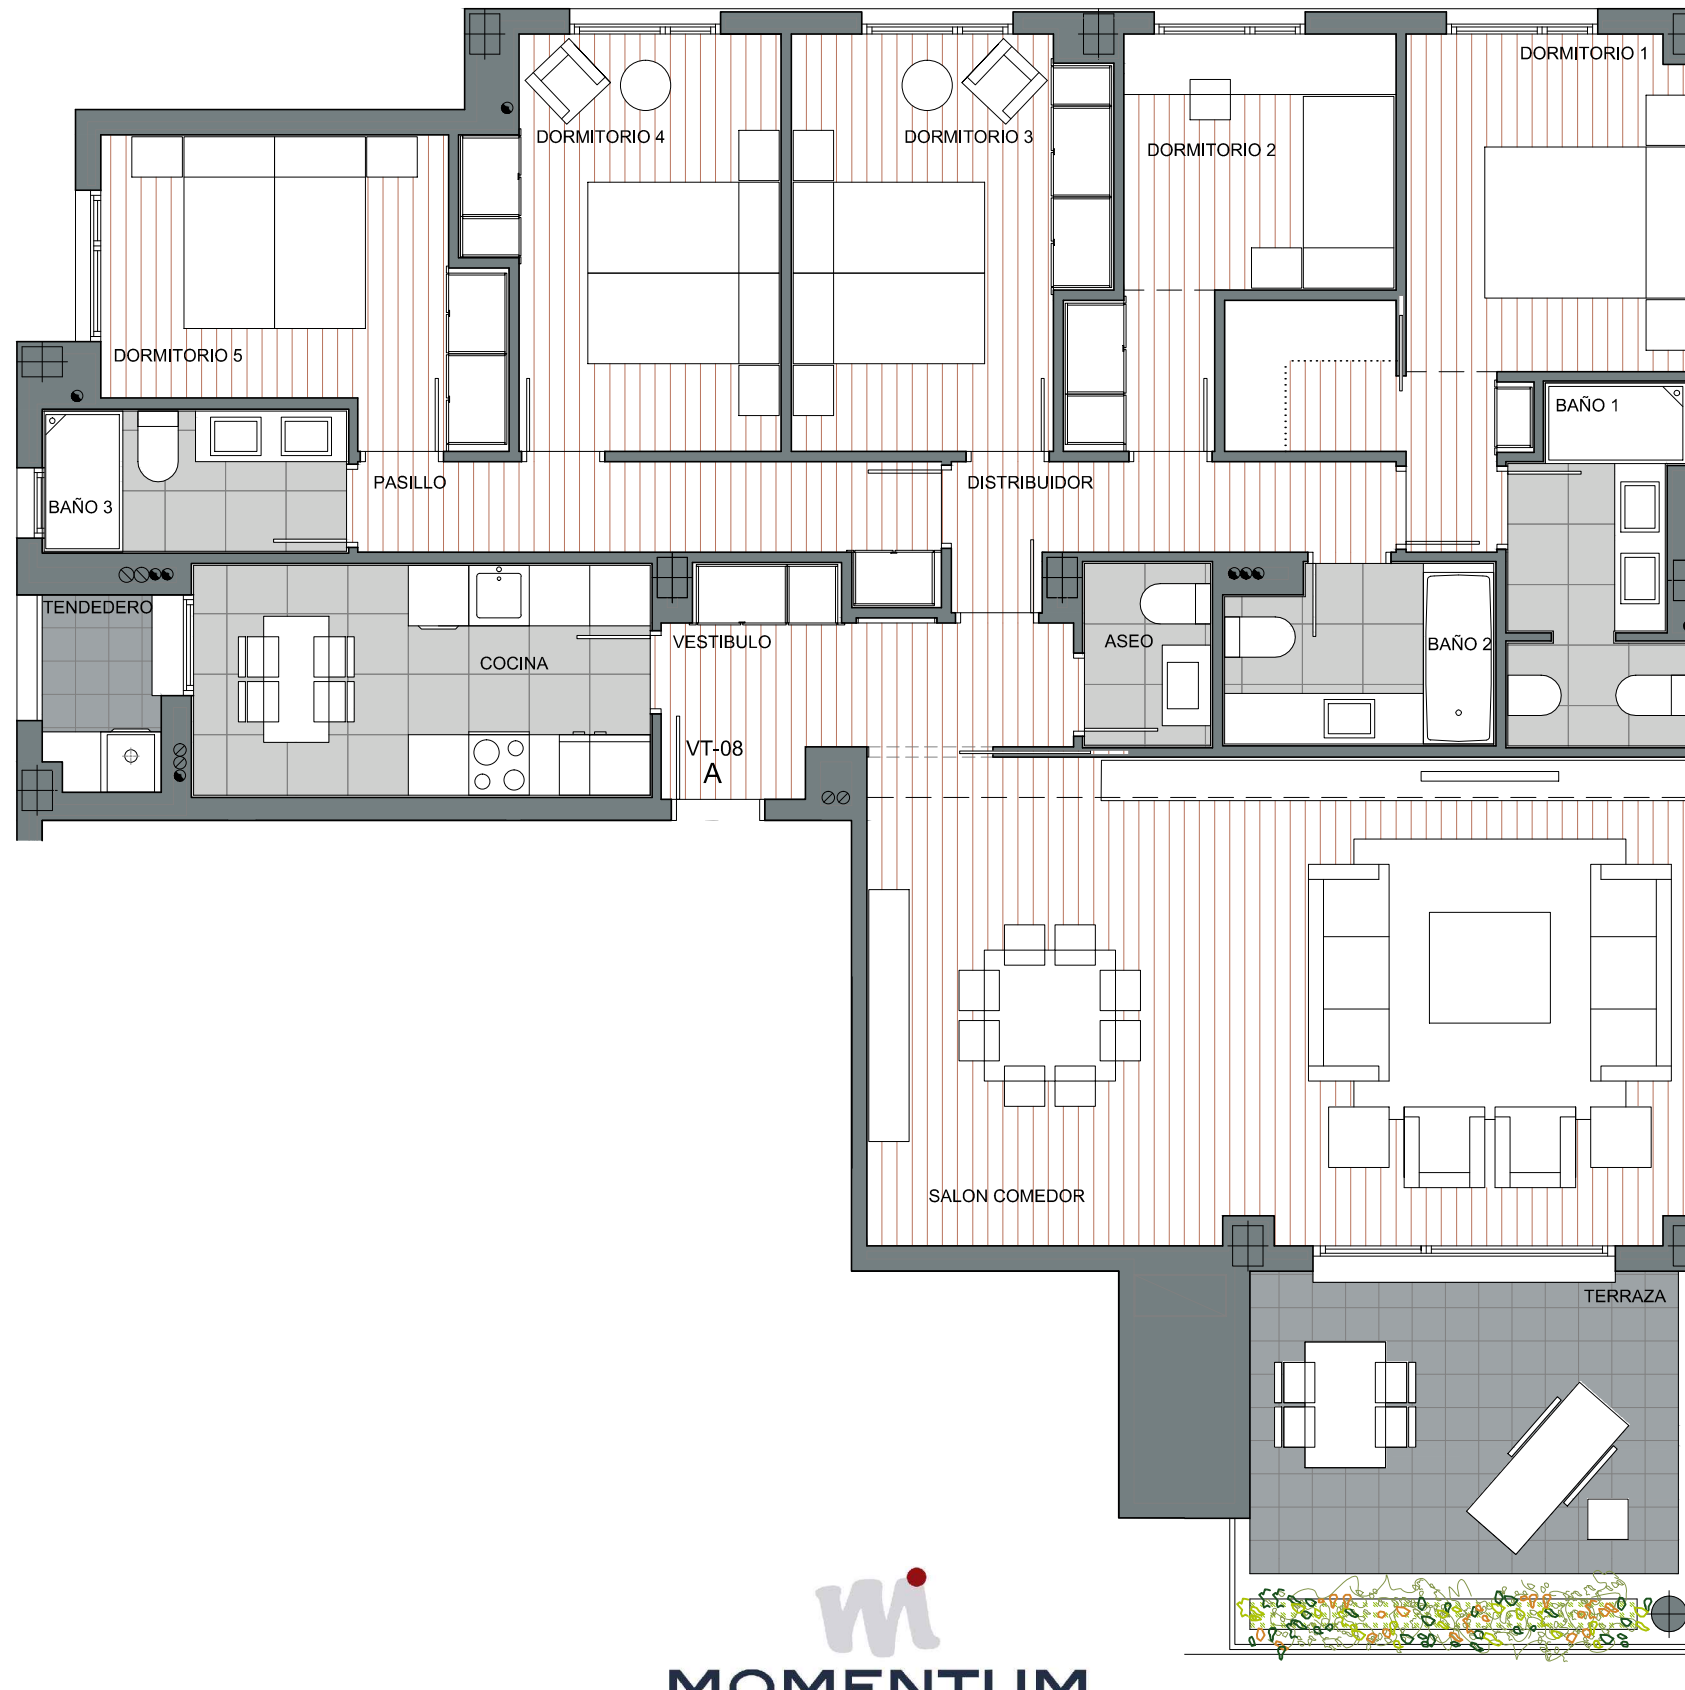 DORMITORIO 1
DORMITORIO 4
DORMITORIO 3
DORMITORIO 2
DORMITORIO 5
BAÑO 1
BAÑO 3
PASILLO
DISTRIBUIDOR
TENDEDERO
COCINA
VESTIBULO
ASEO
BAÑO 2
VT-08
A
SALON COMEDOR
TERRAZA
mi
MOMENTUM